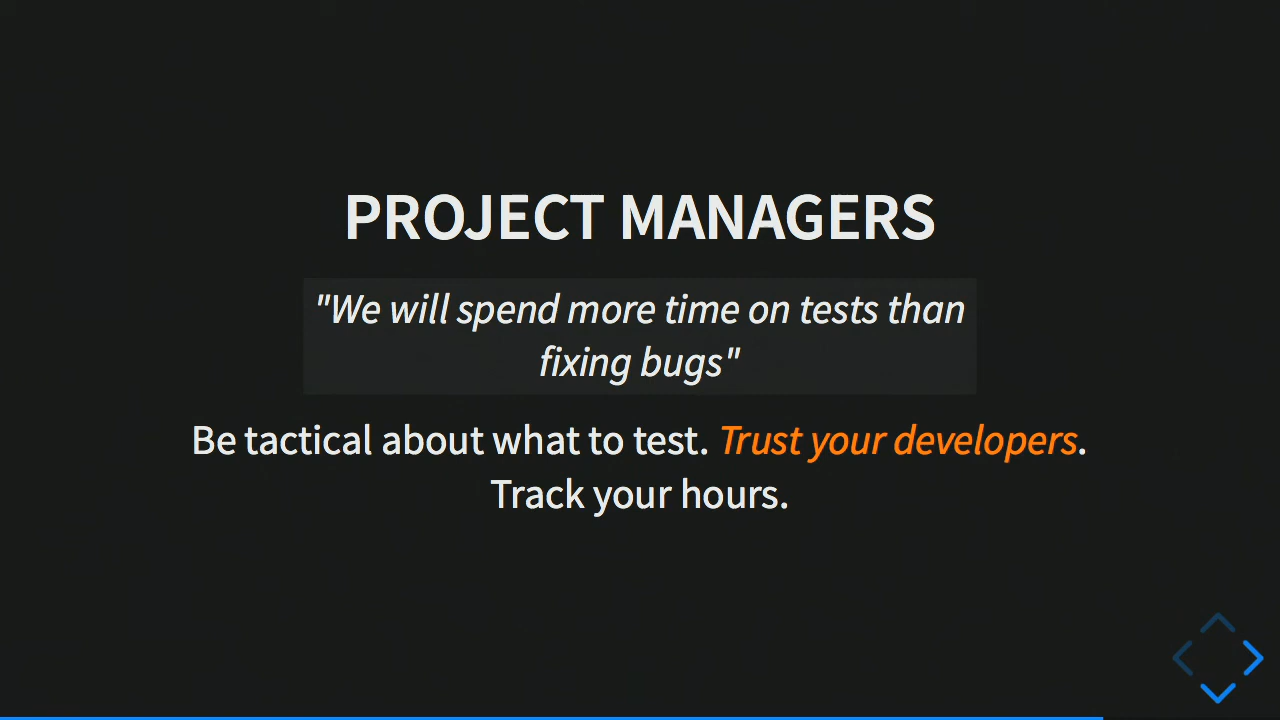 PROJECT MANAGERS
"We will spend more time on tests than
fixing bugs"
Be tactical about what to test. Trust your developers.
Track your hours.